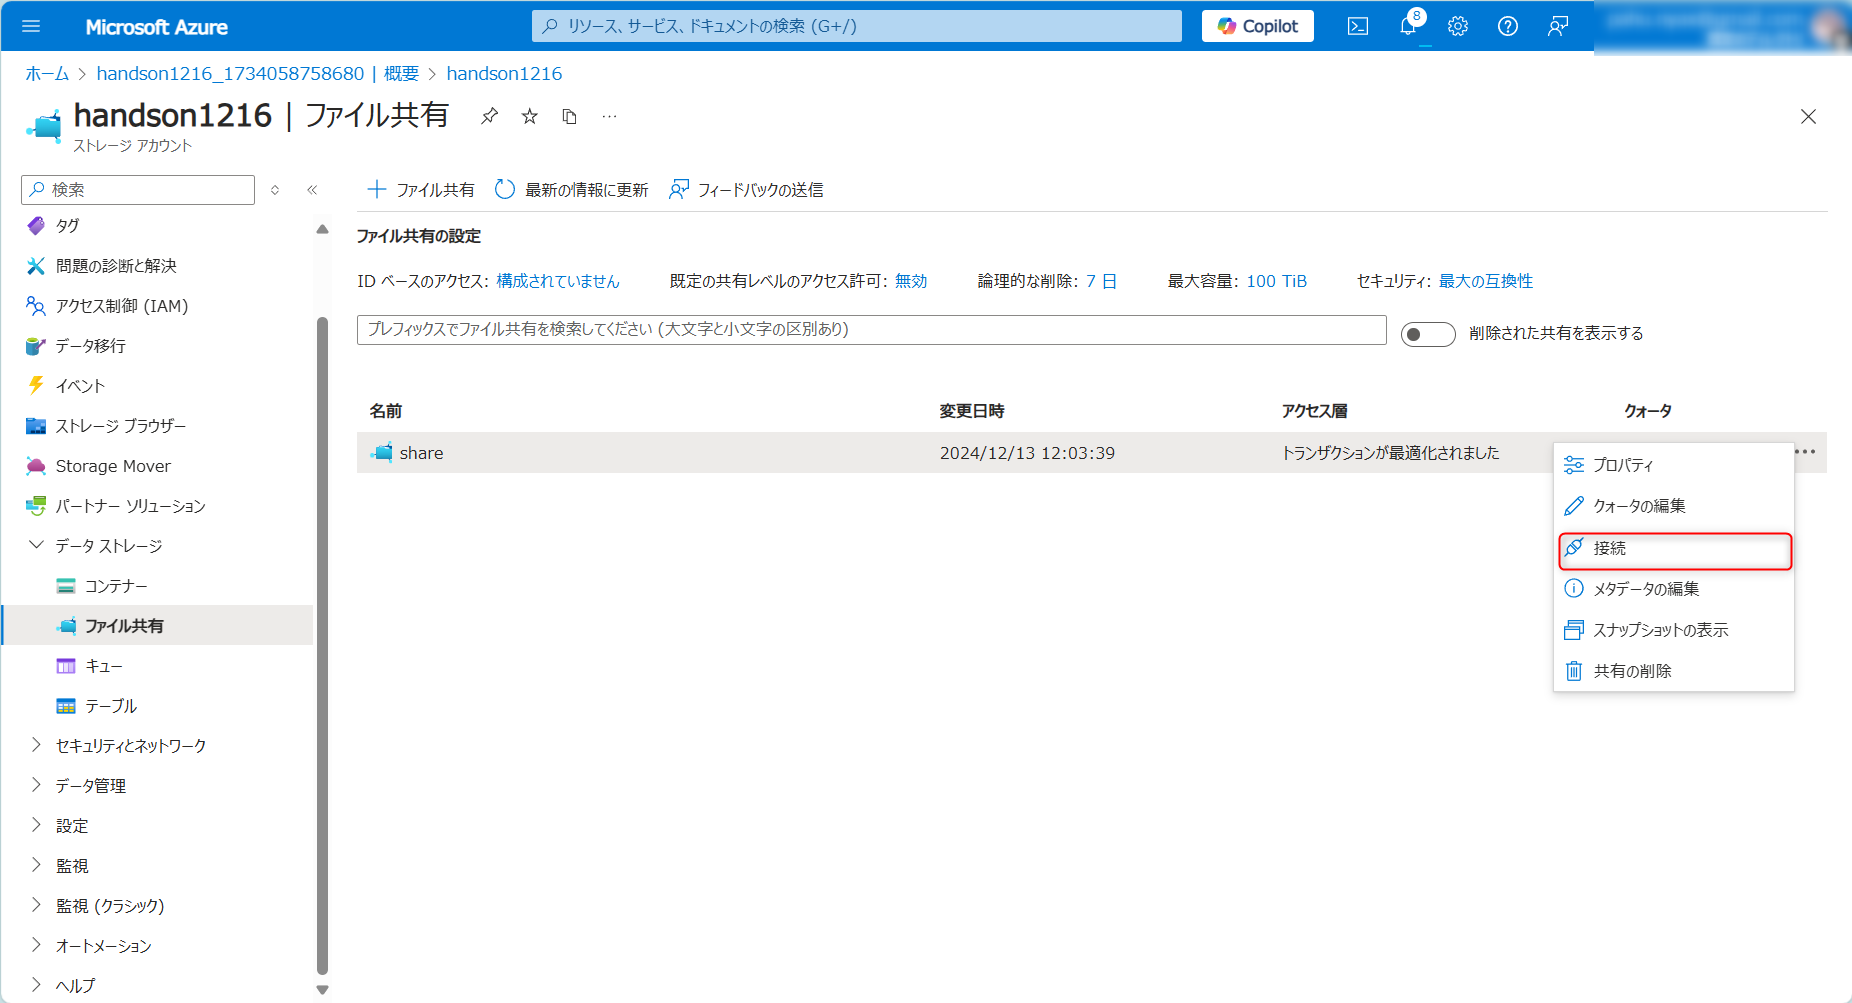 Microsoft Azure
リソース、サービス、ドキュメントの検索 (G+/)
Copilot
8
ホーム > handson1216_1734058758680 | 概要 > handson1216
handson1216 | ファイル共有
ストレージ アカウント
検索
ファイル共有
最新の情報に更新
フィードバックの送信
タグ
問題の診断と解決
アクセス制御 (IAM)
データ移行
イベント
ストレージ ブラウザー
Storage Mover
パートナー ソリューション
データ ストレージ
コンテナー
ファイル共有
キュー
テーブル
セキュリティとネットワーク
データ管理
設定
監視
監視 (クラシック)
オートメーション
ヘルプ
ファイル共有の設定
ID ベースのアクセス: 構成されていません
既定の共有レベルのアクセス許可: 無効
論理的な削除: 7 日
最大容量: 100 TiB
セキュリティ: 最大の互換性
プレフィックスでファイル共有を検索してください (大文字と小文字の区別あり)
削除された共有を表示する
名前 変更日時 アクセス層 クォータ
share 2024/12/13 12:03:39 トランザクションが最適化されました
プロパティ
クォータの編集
接続
メタデータの編集
スナップショットの表示
共有の削除